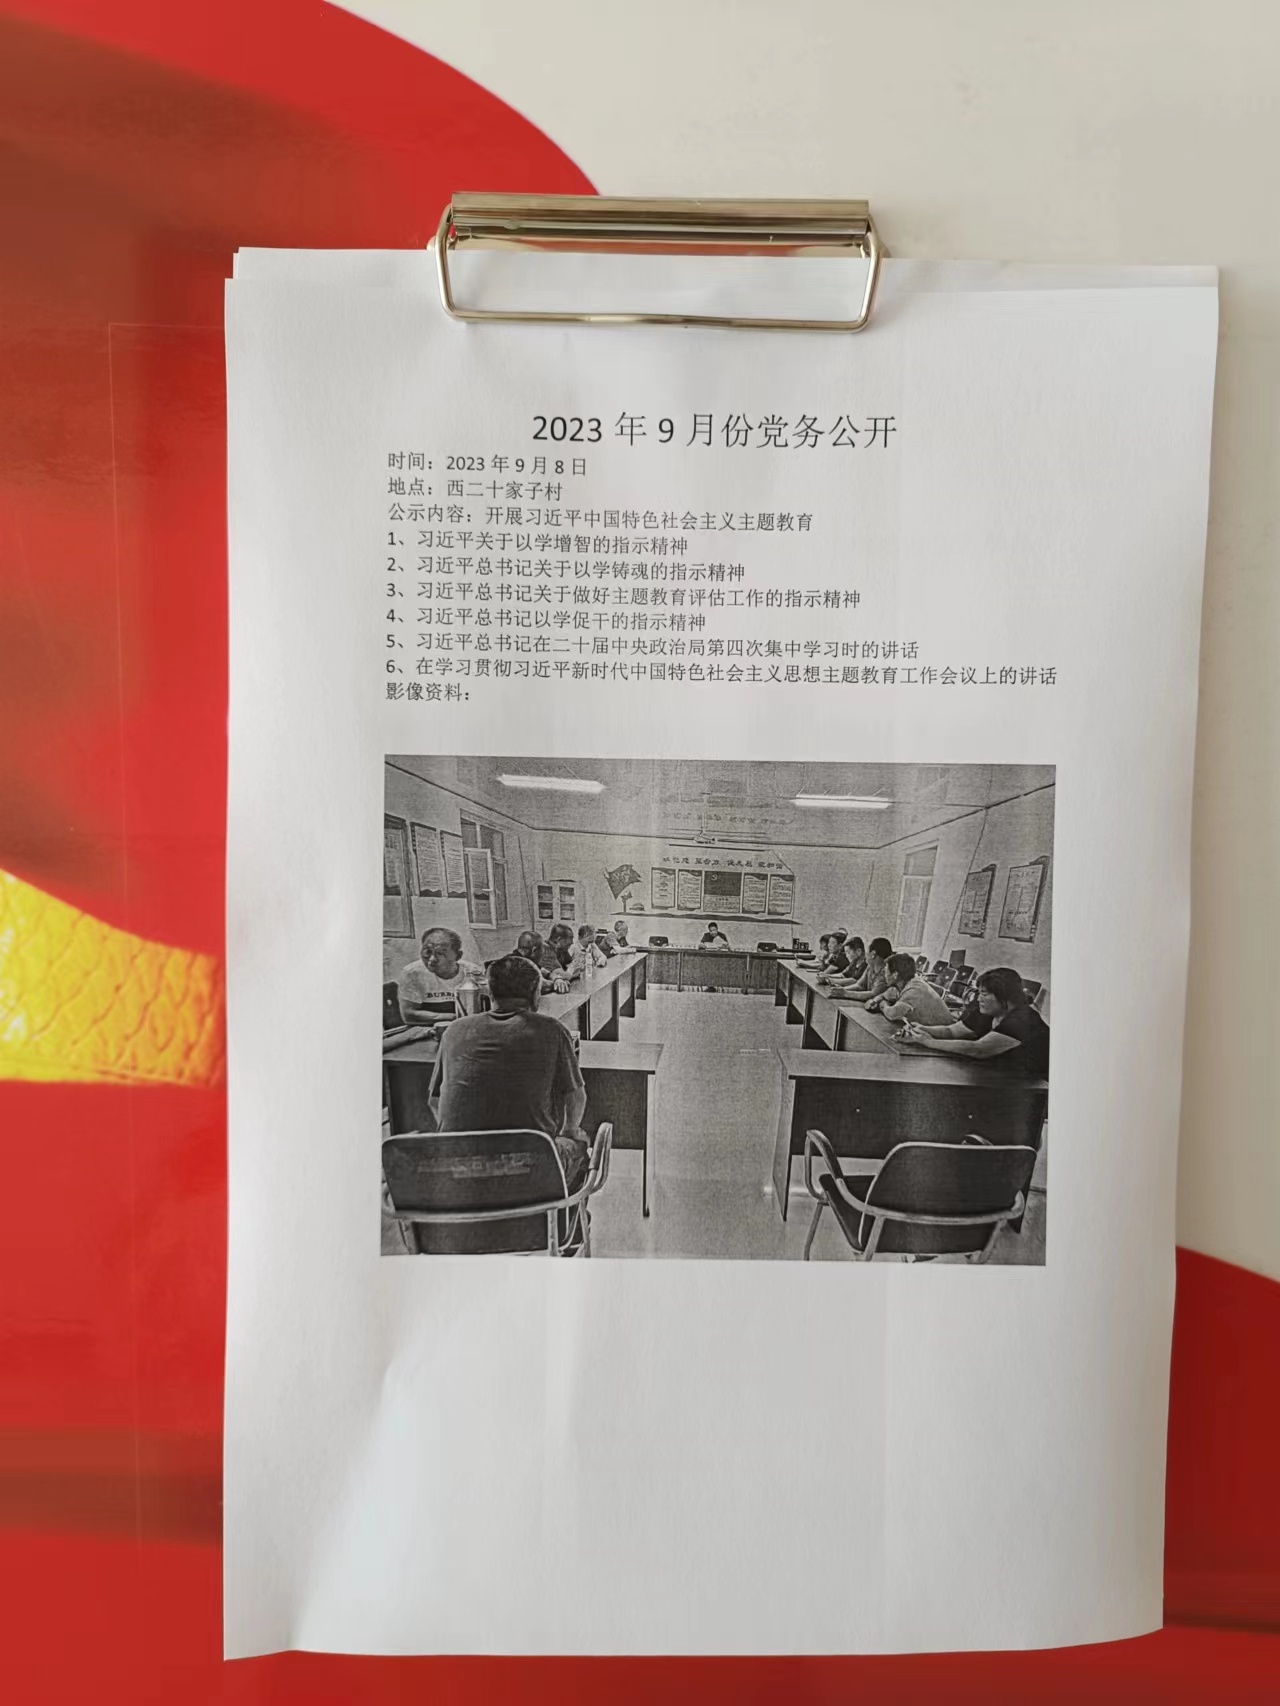 2023 年 9 月份党务公开
时间：2023 年 9 月 8 日
地点：西二十家子村
公示内容：开展习近平中国特色社会主义主题教育
1、习近平关于以学增智的指示精神
2、习近平总书记关于以学铸魂的指示精神
3、习近平总书记关于做好主题教育评估工作的指示精神
4、习近平总书记以学促干的指示精神
5、习近平总书记在二十届中央政治局第四次集中学习时的讲话
6、在学习贯彻习近平新时代中国特色社会主义思想主题教育工作会议上的讲话
影像资料：